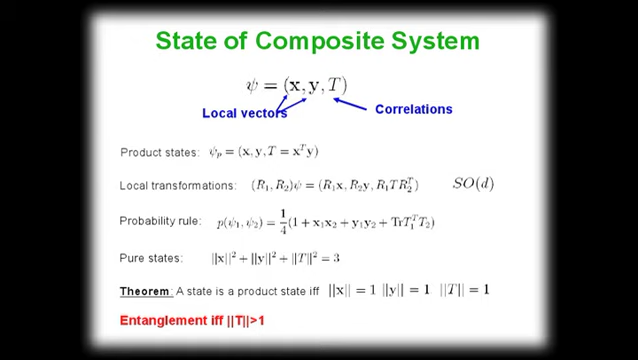 State of Composite System
ψ = (x, y, T)
Local vectors
Correlations
Product states: ψ_p = (x, y, T = x^T y)
Local transformations: (R_1, R_2)ψ = (R_1x, R_2y, R_1TR_2^T) SO(d)
Probability rule: p(ψ_1, ψ_2) = 1/4 (1 + x_1x_2 + y_1y_2 + TrT_1^T T_2)
Pure states: ||x||^2 + ||y||^2 + ||T||^2 = 3
Theorem: A state is a product state iff ||x|| = 1 ||y|| = 1 ||T|| = 1
Entanglement iff ||T||>1